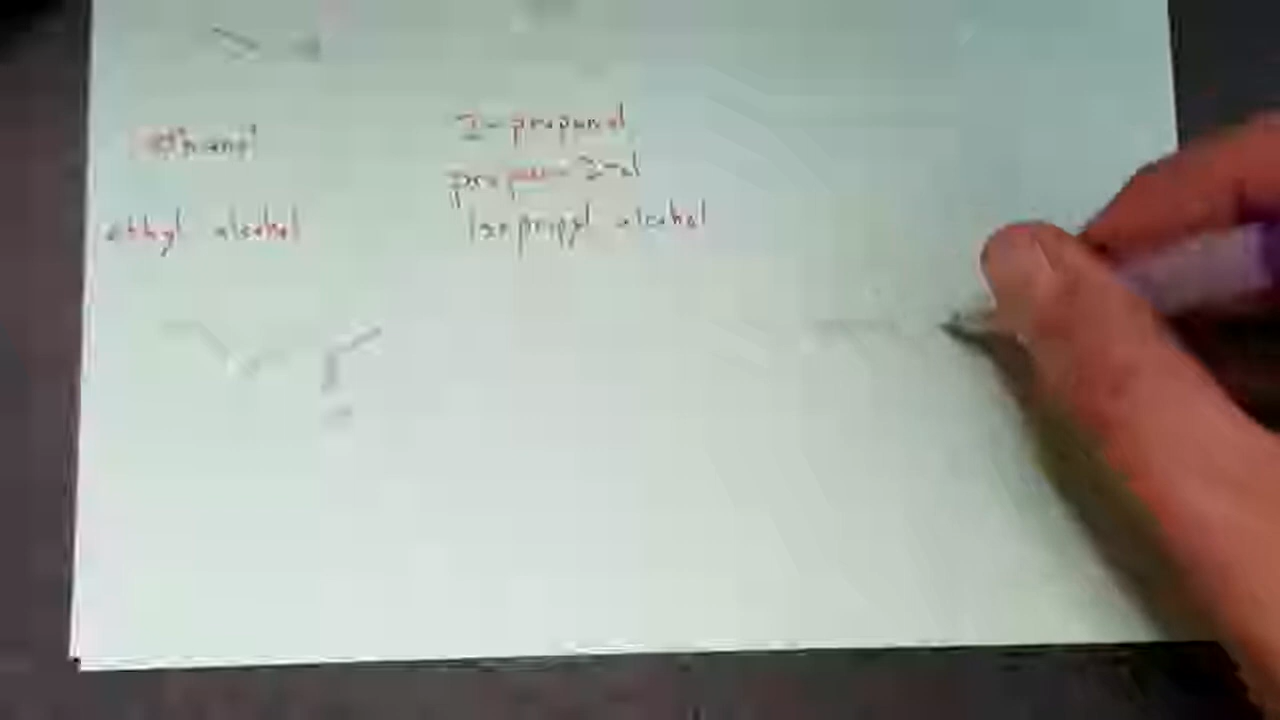 ethanol
ethyl alcohol
2-propanol
propan-2-ol
Isopropyl alcohol